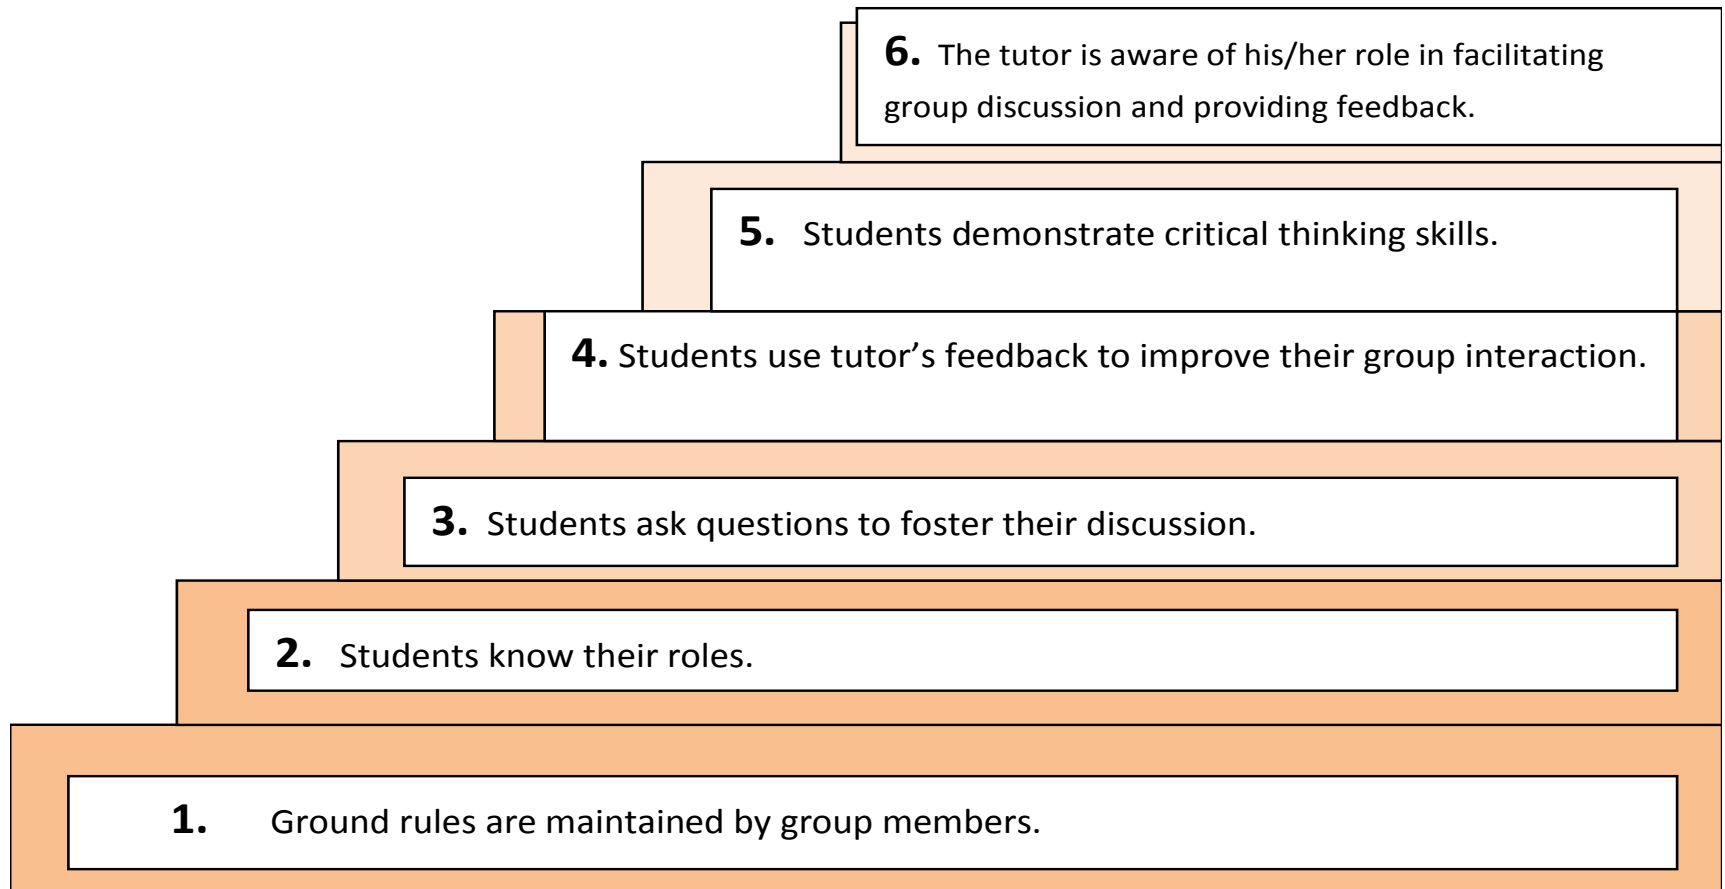 6. The tutor is aware of his/her role in facilitating
group discussion and providing feedback.
5. Students demonstrate critical thinking skills.
4. Students use tutor’s feedback to improve their group interaction.
3. Students ask questions to foster their discussion.
2. Students know their roles.
1. Ground rules are maintained by group members.